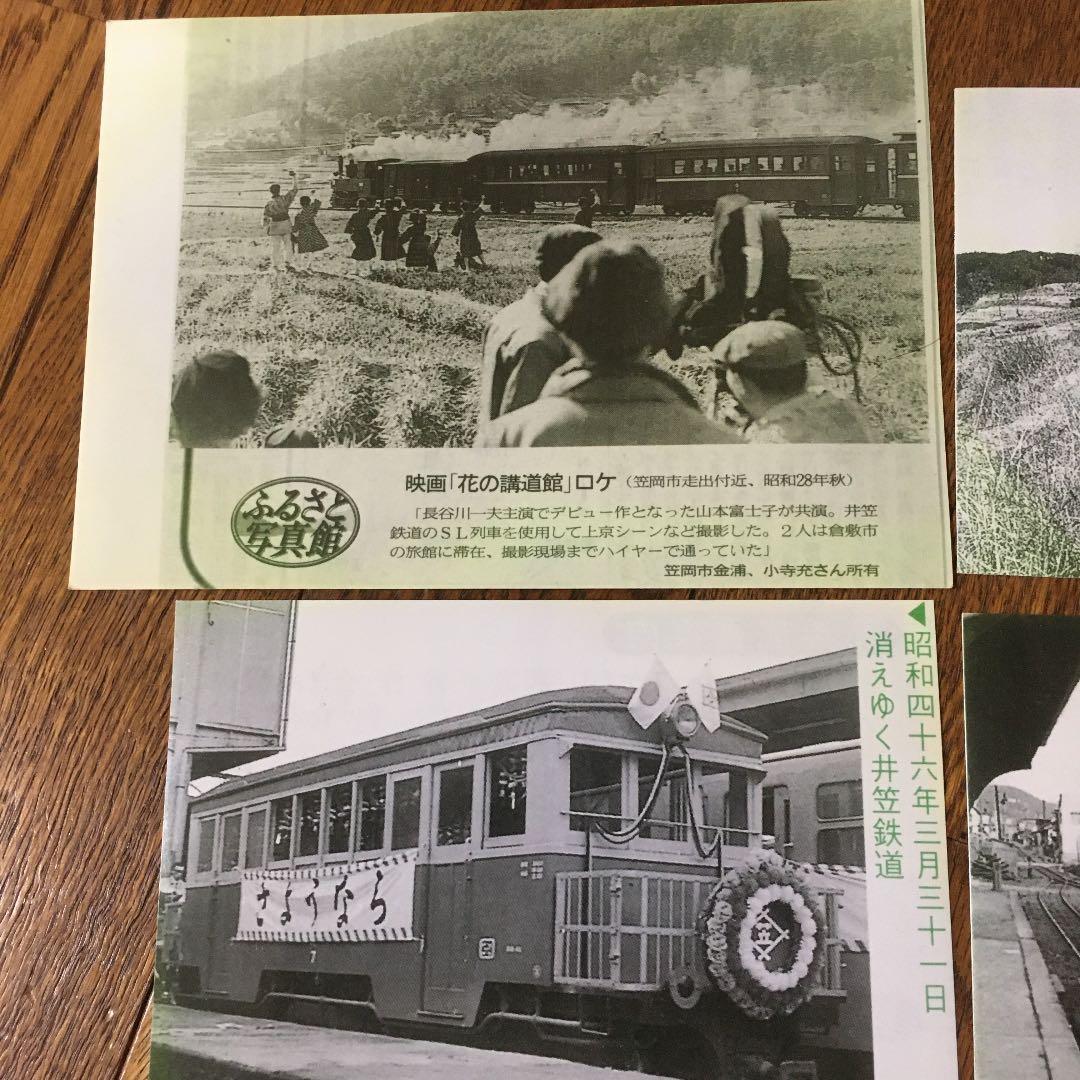 映画「花の講道館」ロケ(笠岡市走出付近、昭和28年秋)
ふるさと
写真館
「長谷川一夫主演でデビュー作となった山本富士子が共演。井笠
鉄道のSL列車を使用して上京シーンなど撮影した。2人は倉敷市
の旅館に滞在、撮影現場までハイヤーで通っていた」
笠岡市金浦、小寺充さん所有
◀昭和四十六年三月三十一日
消えゆく井笠鉄道
さようなら
7
笠